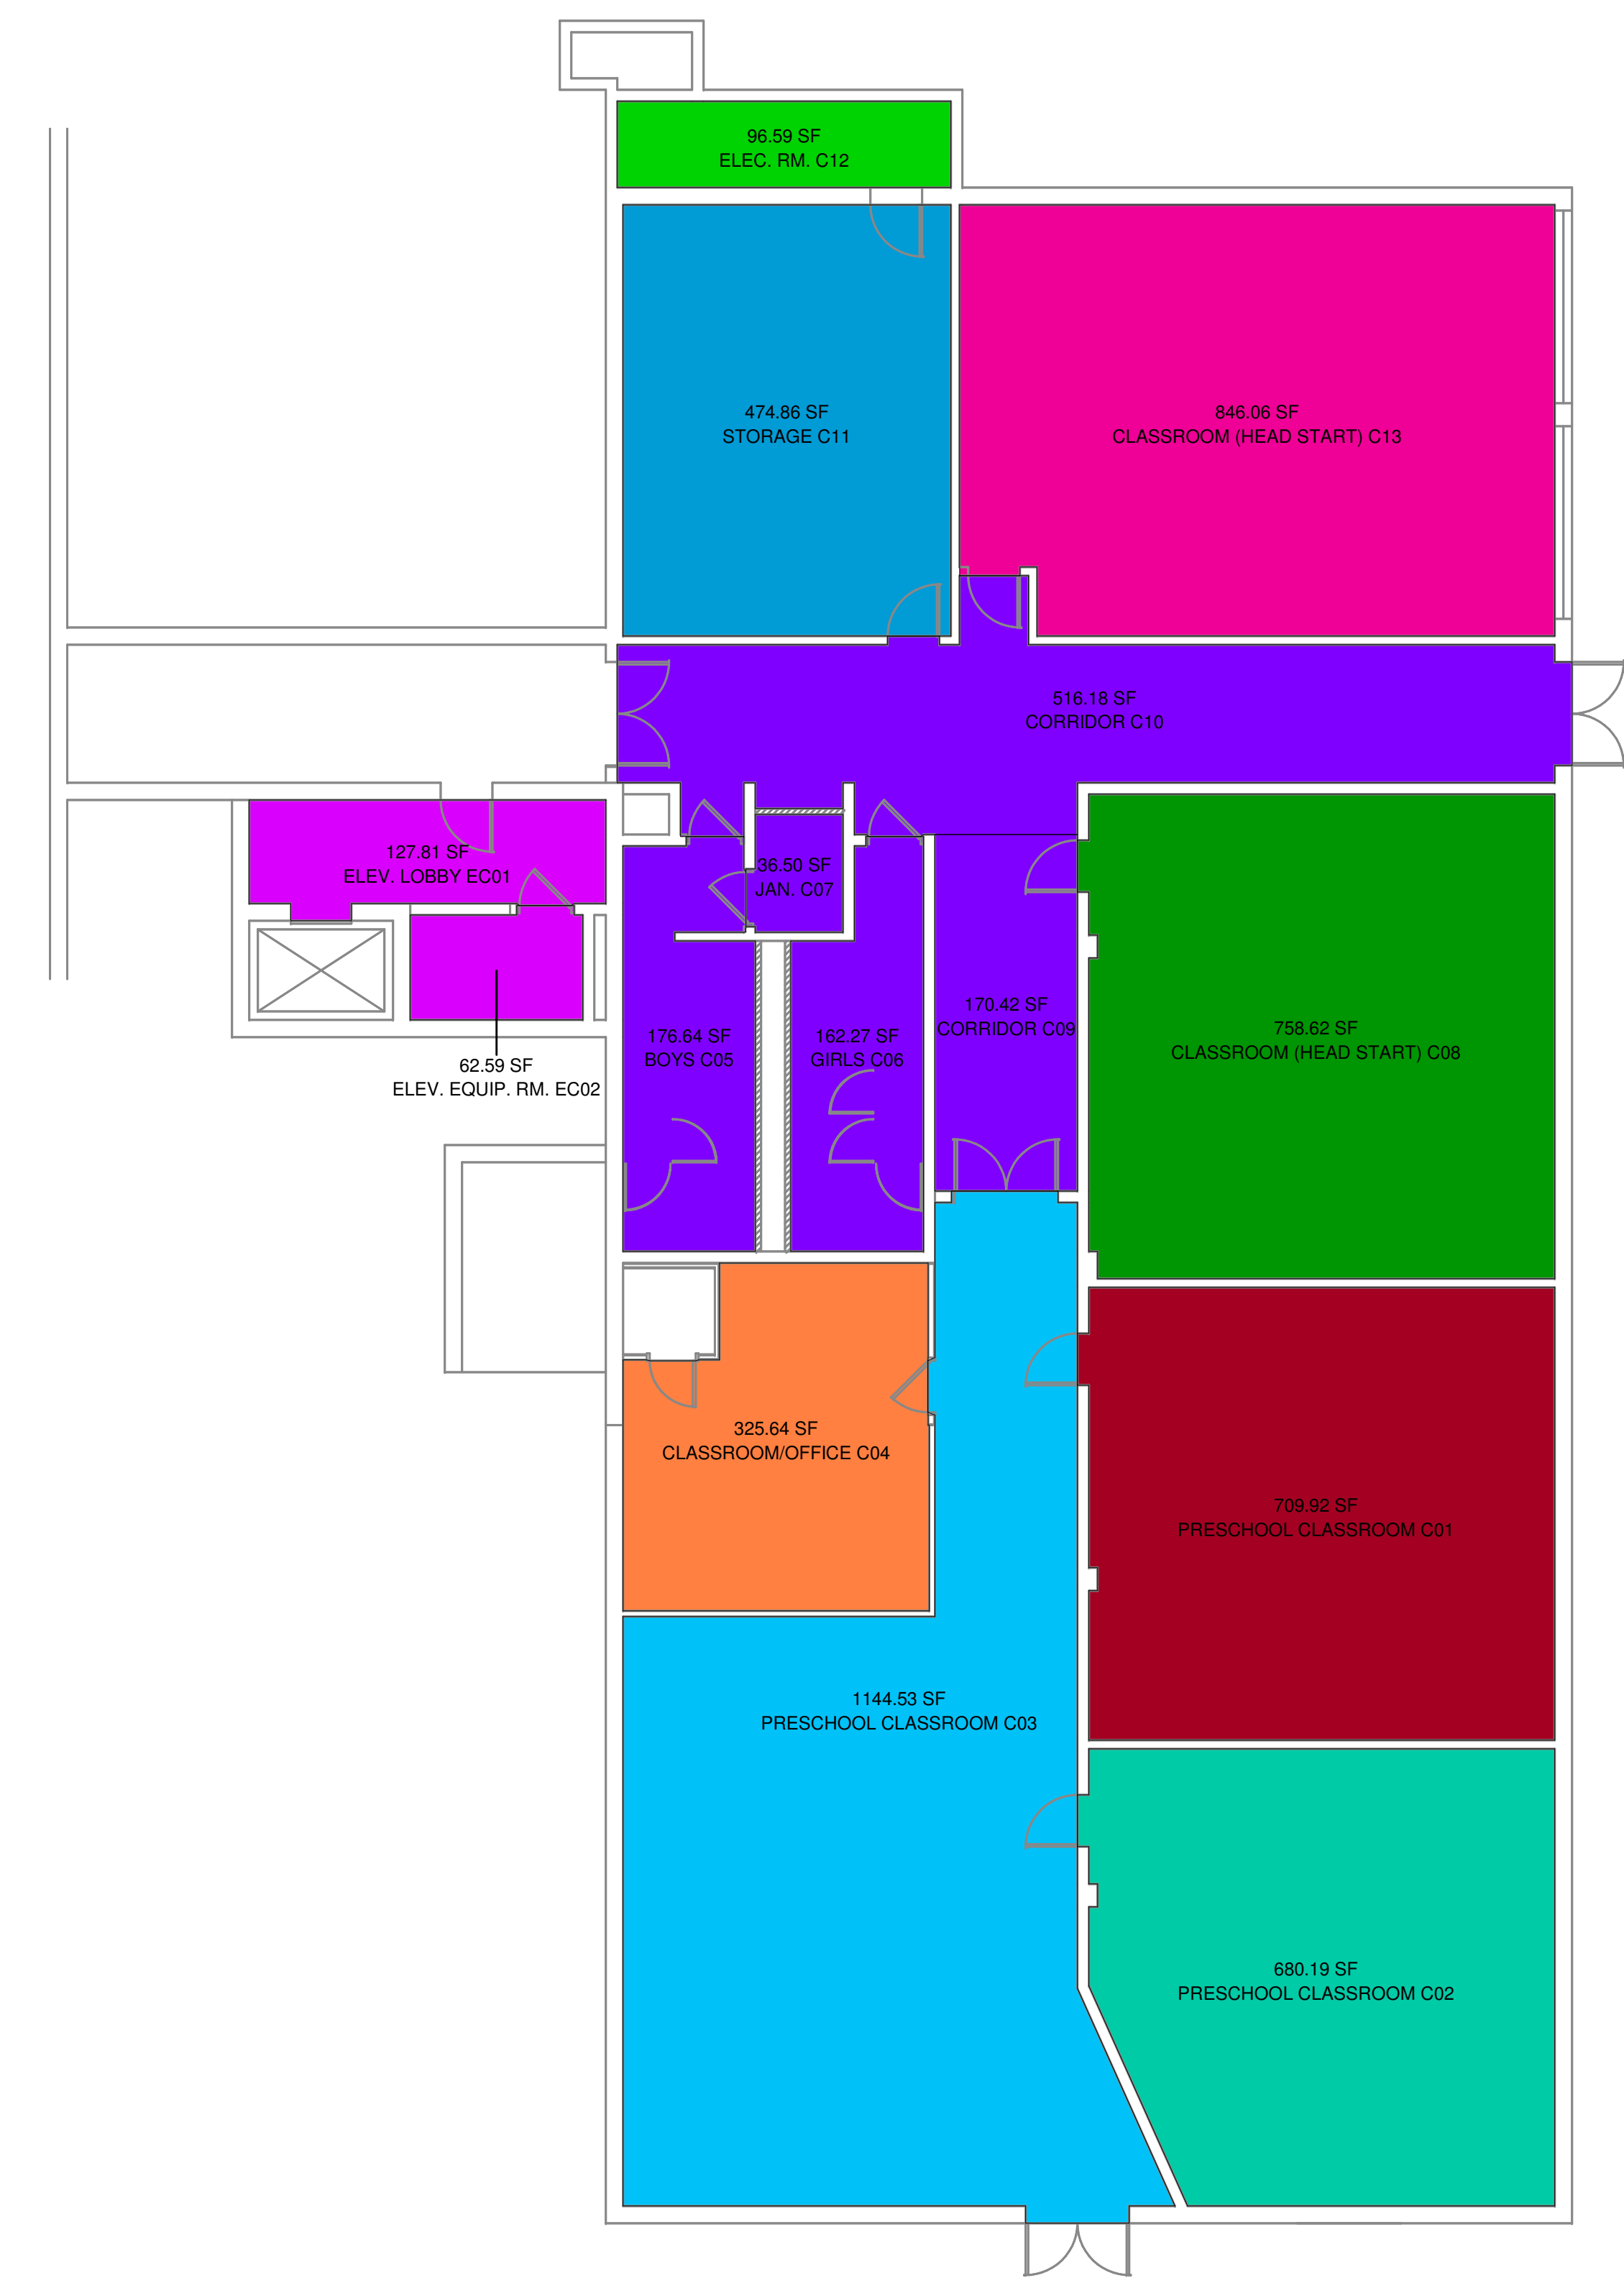 96.59 SF
ELEC. RM. C12
474.86 SF
STORAGE C11
846.06 SF
CLASSROOM (HEAD START) C13
516.18 SF
CORRIDOR C10
127.81 SF
ELEV. LOBBY EC01
36.50 SF
JAN. C07
62.59 SF
ELEV. EQUIP. RM. EC02
176.64 SF
BOYS C05
162.27 SF
GIRLS C06
170.42 SF
CORRIDOR C09
758.62 SF
CLASSROOM (HEAD START) C08
325.64 SF
CLASSROOM/OFFICE C04
709.92 SF
PRESCHOOL CLASSROOM C01
1144.53 SF
PRESCHOOL CLASSROOM C03
680.19 SF
PRESCHOOL CLASSROOM C02